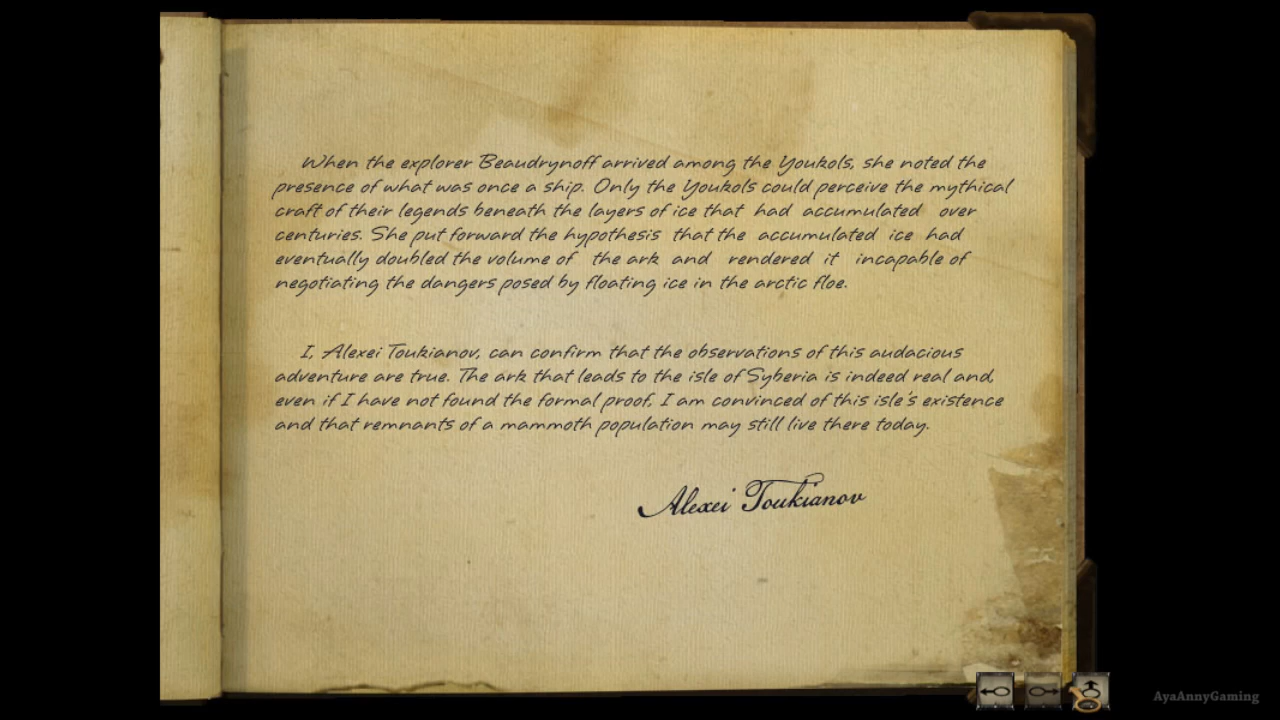 When the explorer Beaudrynoff arrived among the Youkols, she noted the
presence of what was once a ship. Only the Youkols could perceive the mythical
craft of their legends beneath the layers of ice that had accumulated over
centuries. She put forward the hypothesis that the accumulated ice had
eventually doubled the volume of the ark and rendered it incapable of
negotiating the dangers posed by floating ice in the arctic floe.
I, Alexei Toukianov, can confirm that the observations of this audacious
adventure are true. The ark that leads to the isle of Syberia is indeed real and,
even if I have not found the formal proof, I am convinced of this isle's existence
and that remnants of a mammoth population may still live there today.
Alexei Toukianov
AyaAnnyGaming